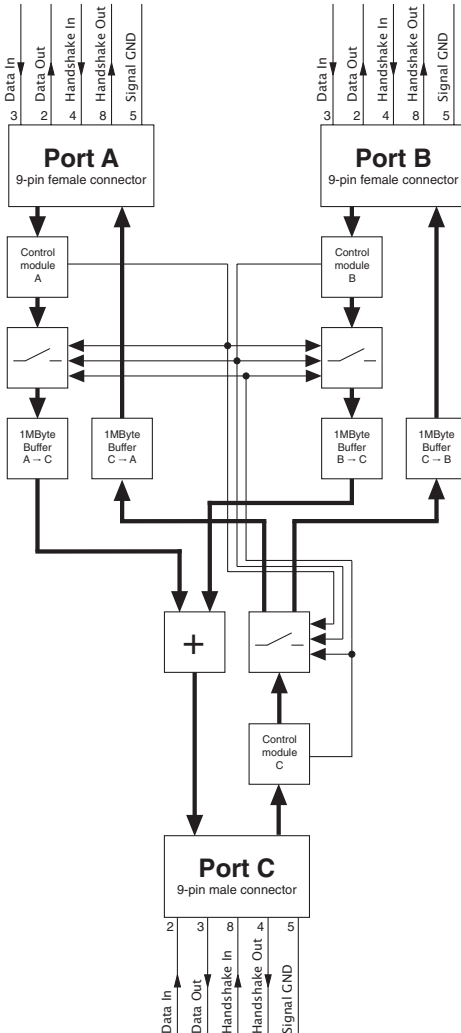 Data In
Data Out
Handshake In
Handshake Out
Signal GND
3 2 4 8 5
Port A
9-pin female connector
Data In
Data Out
Handshake In
Handshake Out
Signal GND
3 2 4 8 5
Port B
9-pin female connector
Control
module
A
Control
module
B
1MByte
Buffer
A → C
1MByte
Buffer
C → A
1MByte
Buffer
B → C
1MByte
Buffer
C → B
+
Control
module
C
Port C
9-pin male connector
2 3 8 4 5
Data In
Data Out
Handshake In
Handshake Out
Signal GND